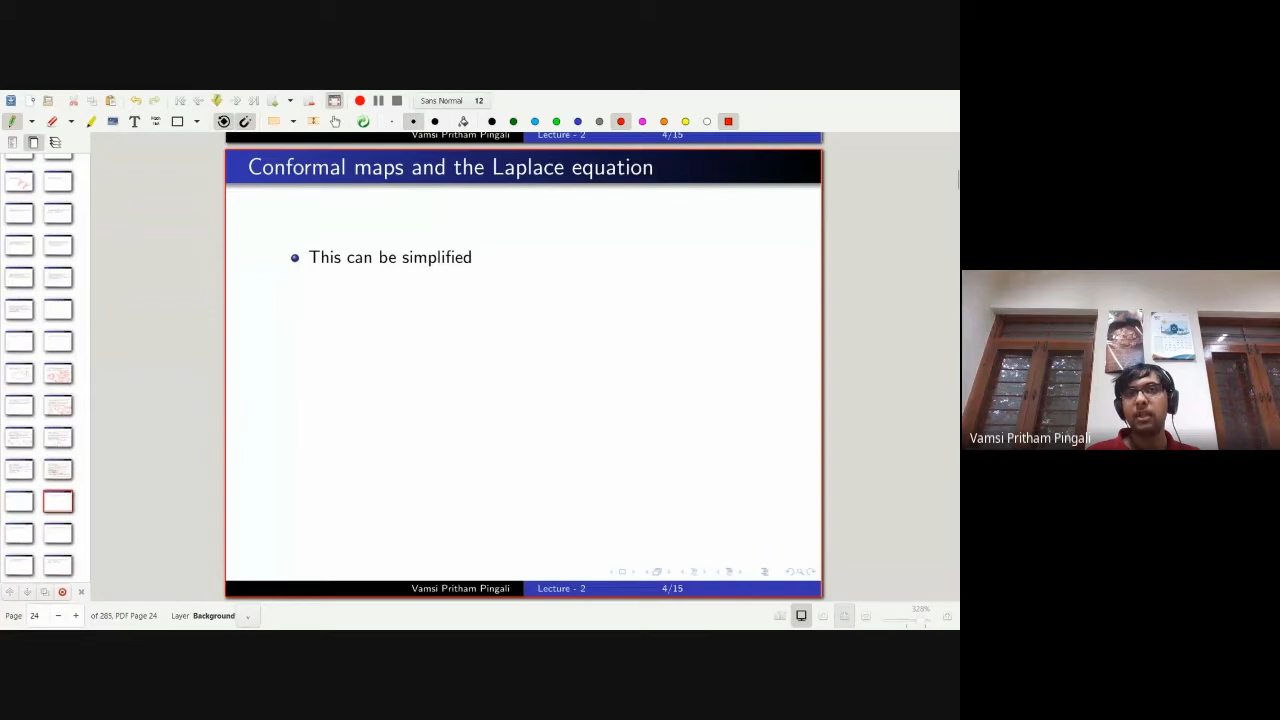 Sans Normal 12
Vamsi Pritham Pingali Lecture - 2 4/15
Conformal maps and the Laplace equation
This can be simplified
Vamsi Pritham Pingali
Vamsi Pritham Pingali Lecture - 2 4/15
Page 24 of 285, PDF Page 24 Layer Background 328%